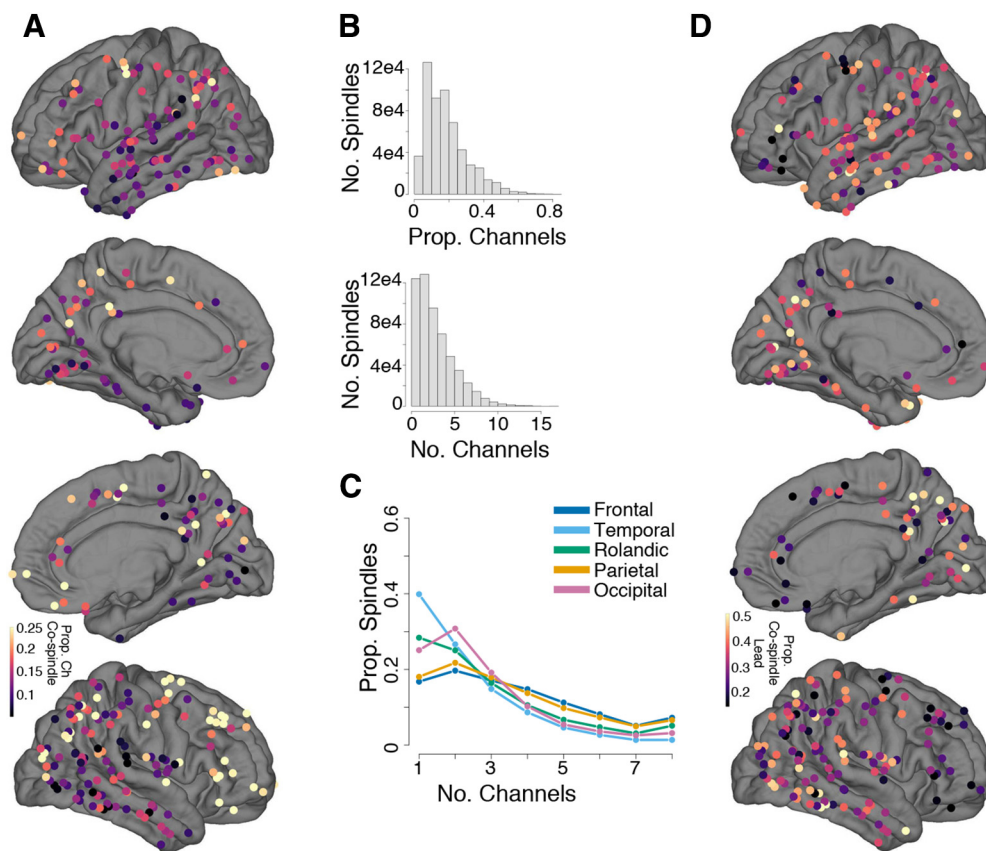 A
B
D
No. Spindles
12e4
8e4
4e4
0
0
0.4
0.8
Prop. Channels
No. Spindles
12e4
8e4
4e4
0
0
5
10
15
No. Channels
C
Prop. Spindles
0.6
0.4
0.2
0
1
3
5
7
No. Channels
Frontal
Temporal
Rolandic
Parietal
Occipital
0.25
0.2
0.15
0.1
Prop. Ch
Co-spindle
0.5
0.4
0.3
0.2
Prop.
Co-spindle
Lead